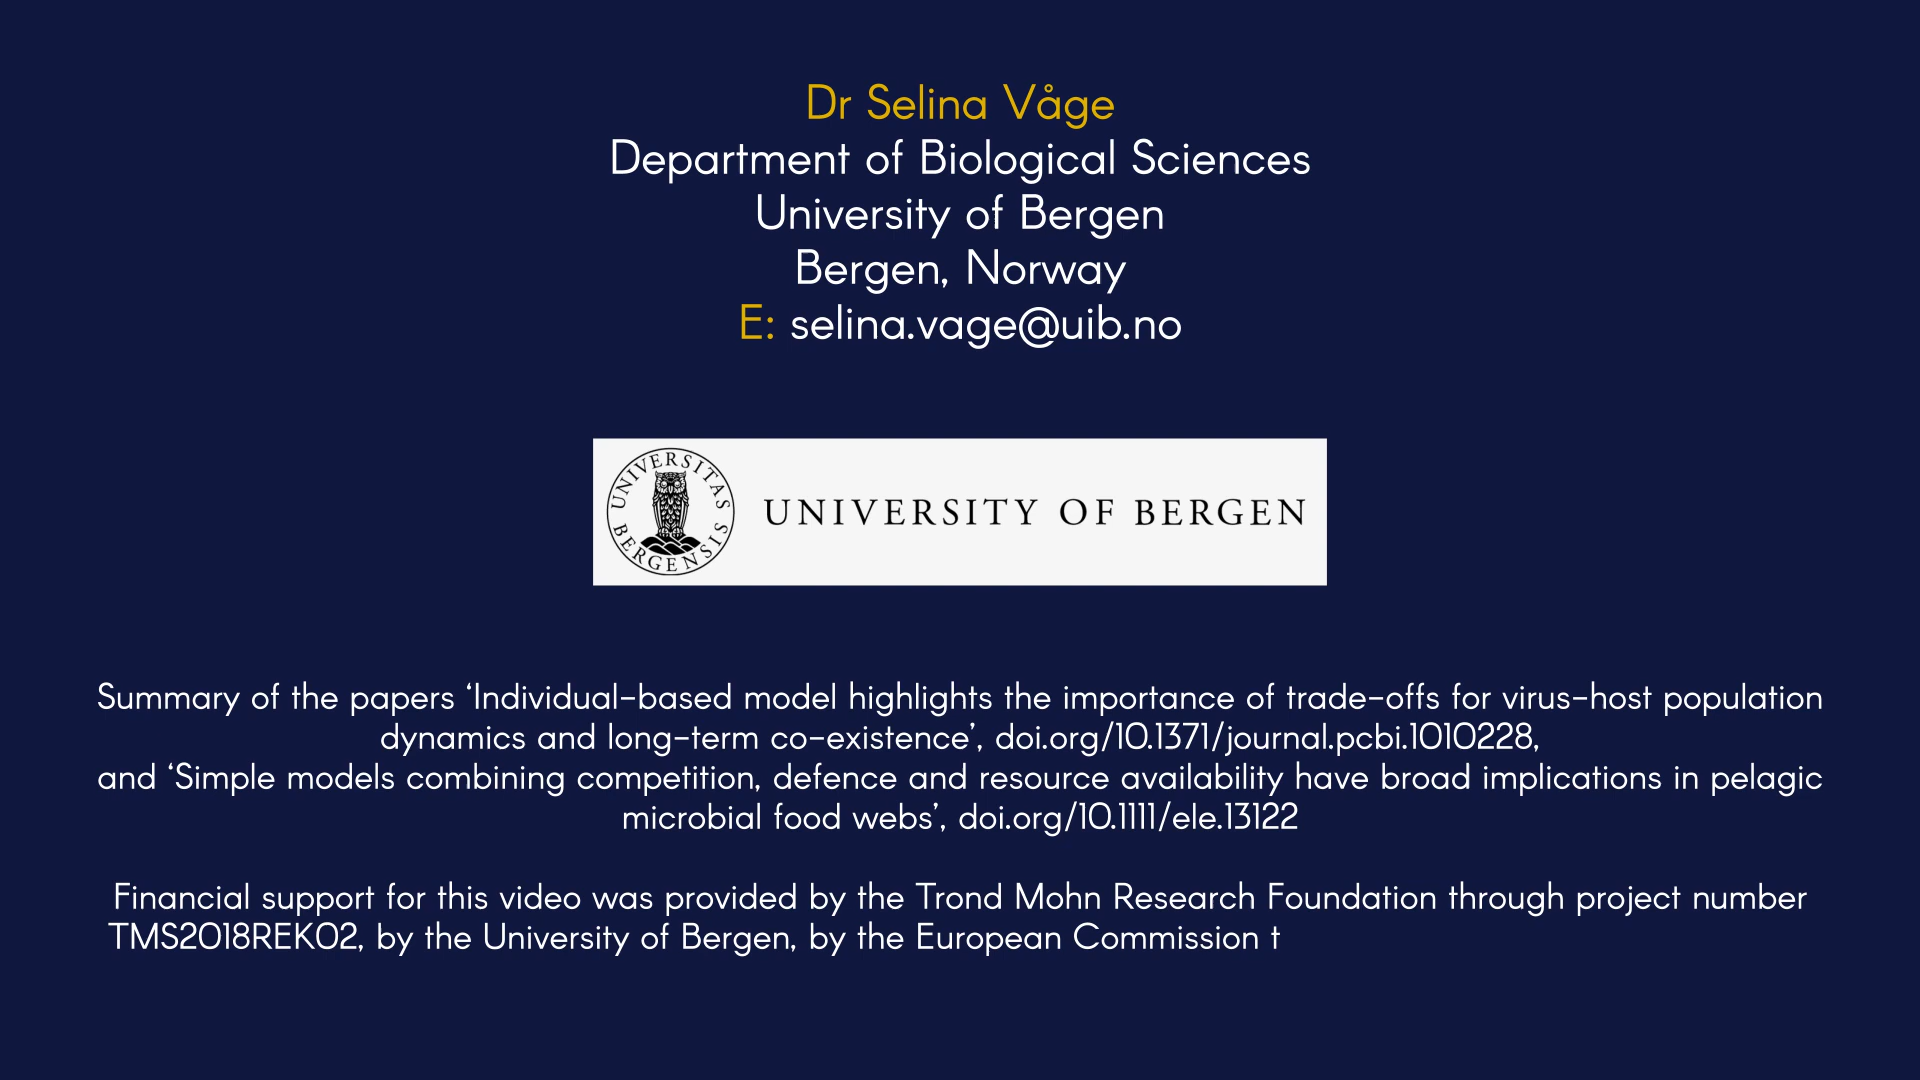 Dr Selina Våge
Department of Biological Sciences
University of Bergen
Bergen, Norway
E: selina.vage@uib.no
UNIVERSITAS BERGENSIS
UNIVERSITY OF BERGEN
Summary of the papers ‘Individual-based model highlights the importance of trade-offs for virus-host population
dynamics and long-term co-existence’, doi.org/10.1371/journal.pcbi.1010228,
and ‘Simple models combining competition, defence and resource availability have broad implications in pelagic
microbial food webs’, doi.org/10.1111/ele.13122
Financial support for this video was provided by the Trond Mohn Research Foundation through project number
TMS2018REK02, by the University of Bergen, by the European Commission t